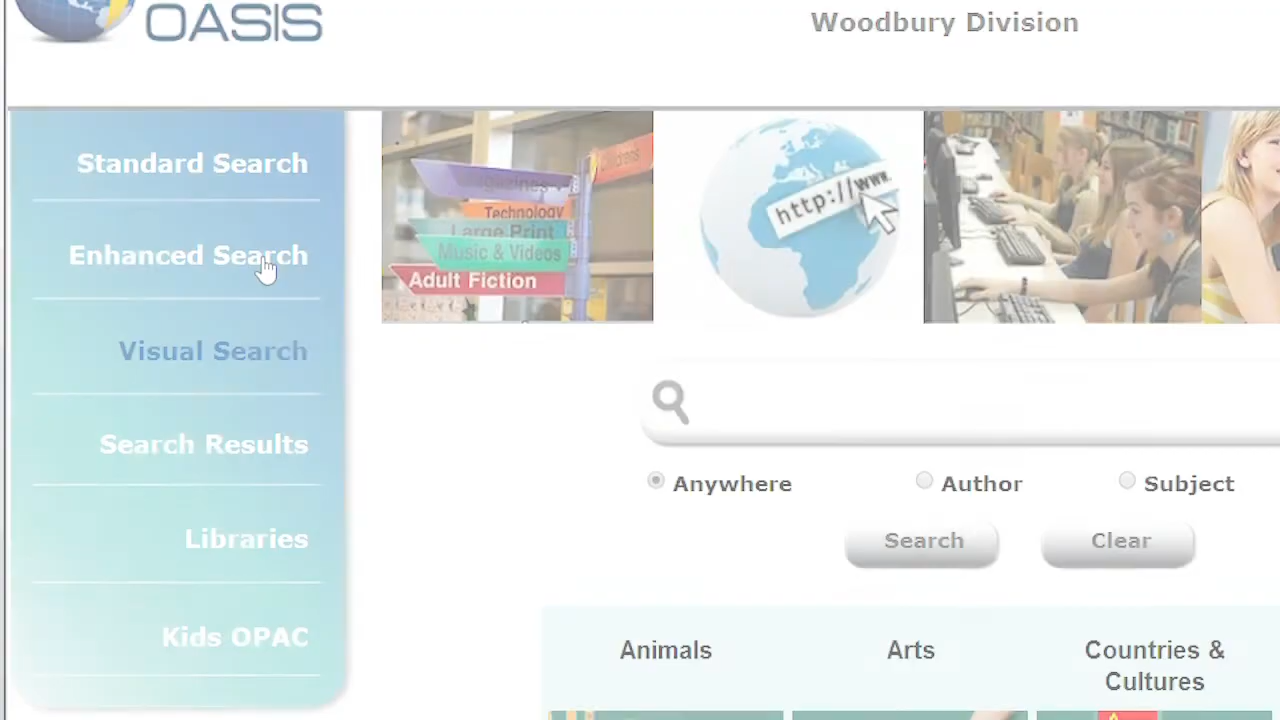 OASIS
Woodbury Division
Standard Search
Enhanced Search
Visual Search
Search Results
Libraries
Kids OPAC
Magazines
Technology
Large Print
Music & Videos
Adult Fiction
http://www.
Anywhere
Author
Subject
Search
Clear
Animals
Arts
Countries &
Cultures